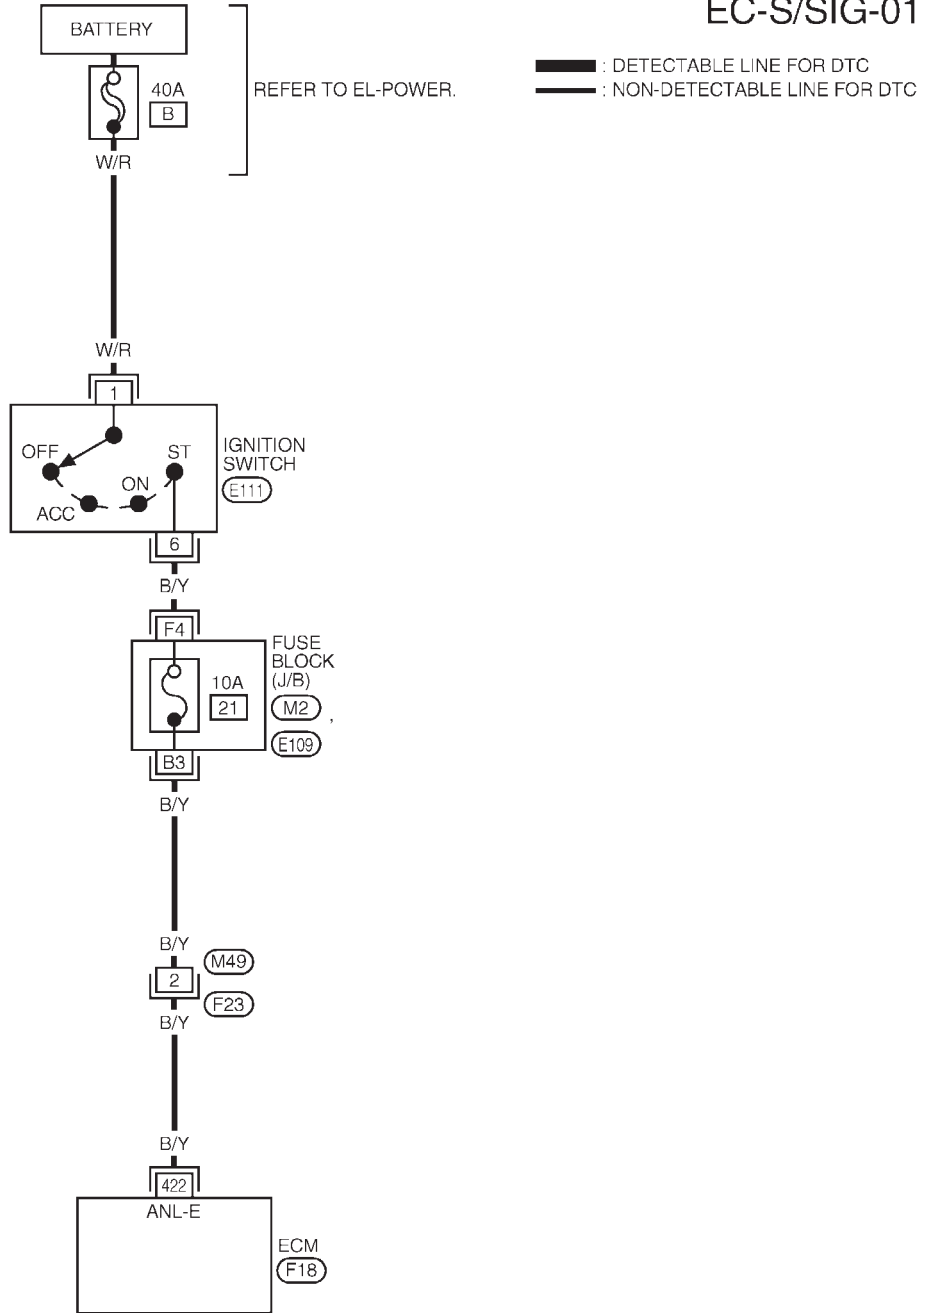 EC-S/SIG-01
BATTERY
: DETECTABLE LINE FOR DTC
: NON-DETECTABLE LINE FOR DTC
40A
B
REFER TO EL-POWER.
W/R
W/R
1
OFF
ST
ON
ACC
IGNITION
SWITCH
E111
6
B/Y
F4
10A
21
FUSE
BLOCK
(J/B)
M2 ,
E109
B3
B/Y
B/Y
M49
2
F23
B/Y
B/Y
422
ANL-E
ECM
F18